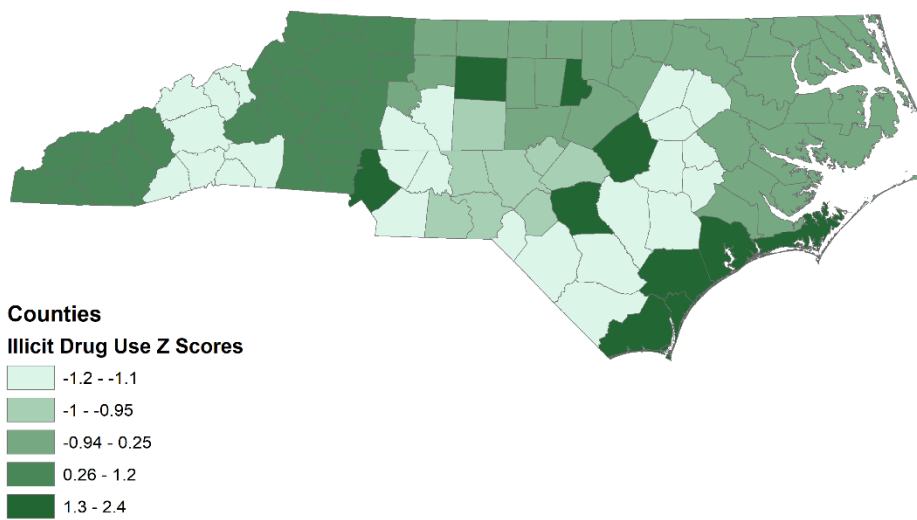 Counties
Illicit Drug Use Z Scores
-1.2 - -1.1
-1 - -0.95
-0.94 - 0.25
0.26 - 1.2
1.3 - 2.4